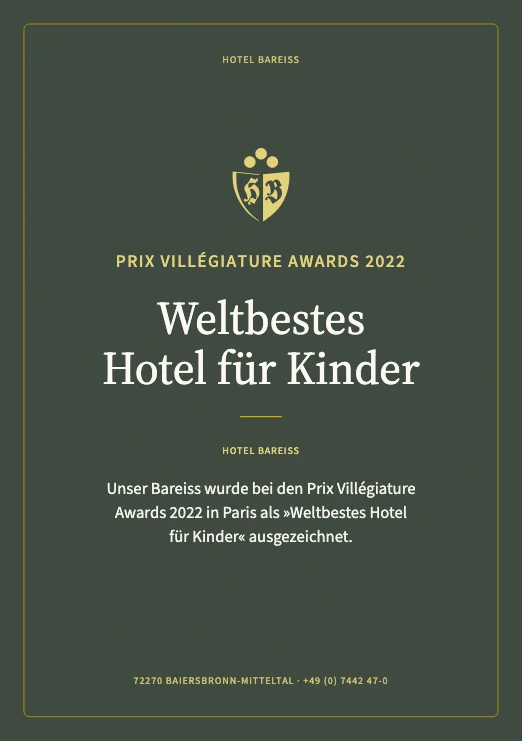 HOTEL BAREISS
HB
PRIX VILLÉGIATURE AWARDS 2022
Weltbestes
Hotel für Kinder
HOTEL BAREISS
Unser Bareiss wurde bei den Prix Villégiature
Awards 2022 in Paris als »Weltbestes Hotel
für Kinder« ausgezeichnet.
72270 BAIERSBRONN-MITTELTAL · +49 (0) 7442 47-0